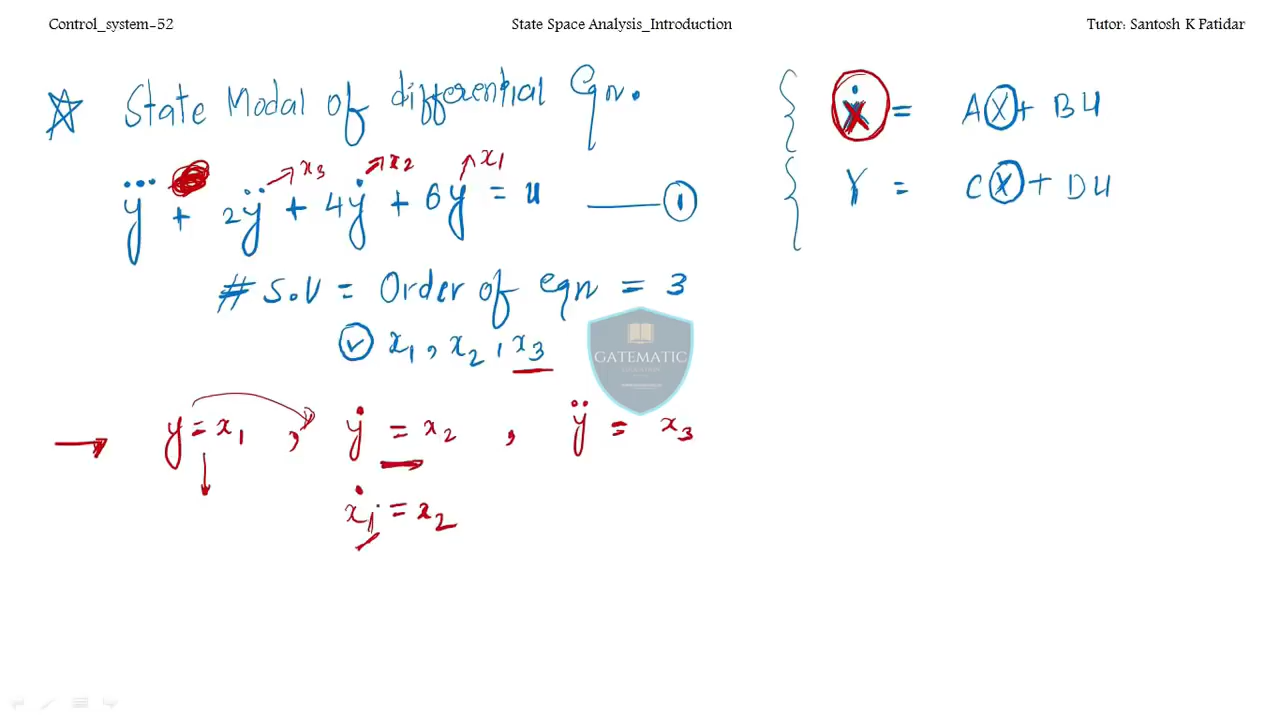 Control_system-52
State Space Analysis_Introduction
Tutor: Santosh K Patidar
State Modal of differential Eqn.
Ẋ = AX + BU
Y = CX + DU
→ x3 → x2 → x1
y⃛ + 2ÿ + 4ẏ + 6y = u ——— ①
# S.V = Order of eqn = 3
x1, x2, x3
GATEMATIC
EDUCATION
→ y = x1, ẏ = x2, ÿ = x3
ẋ1 = x2